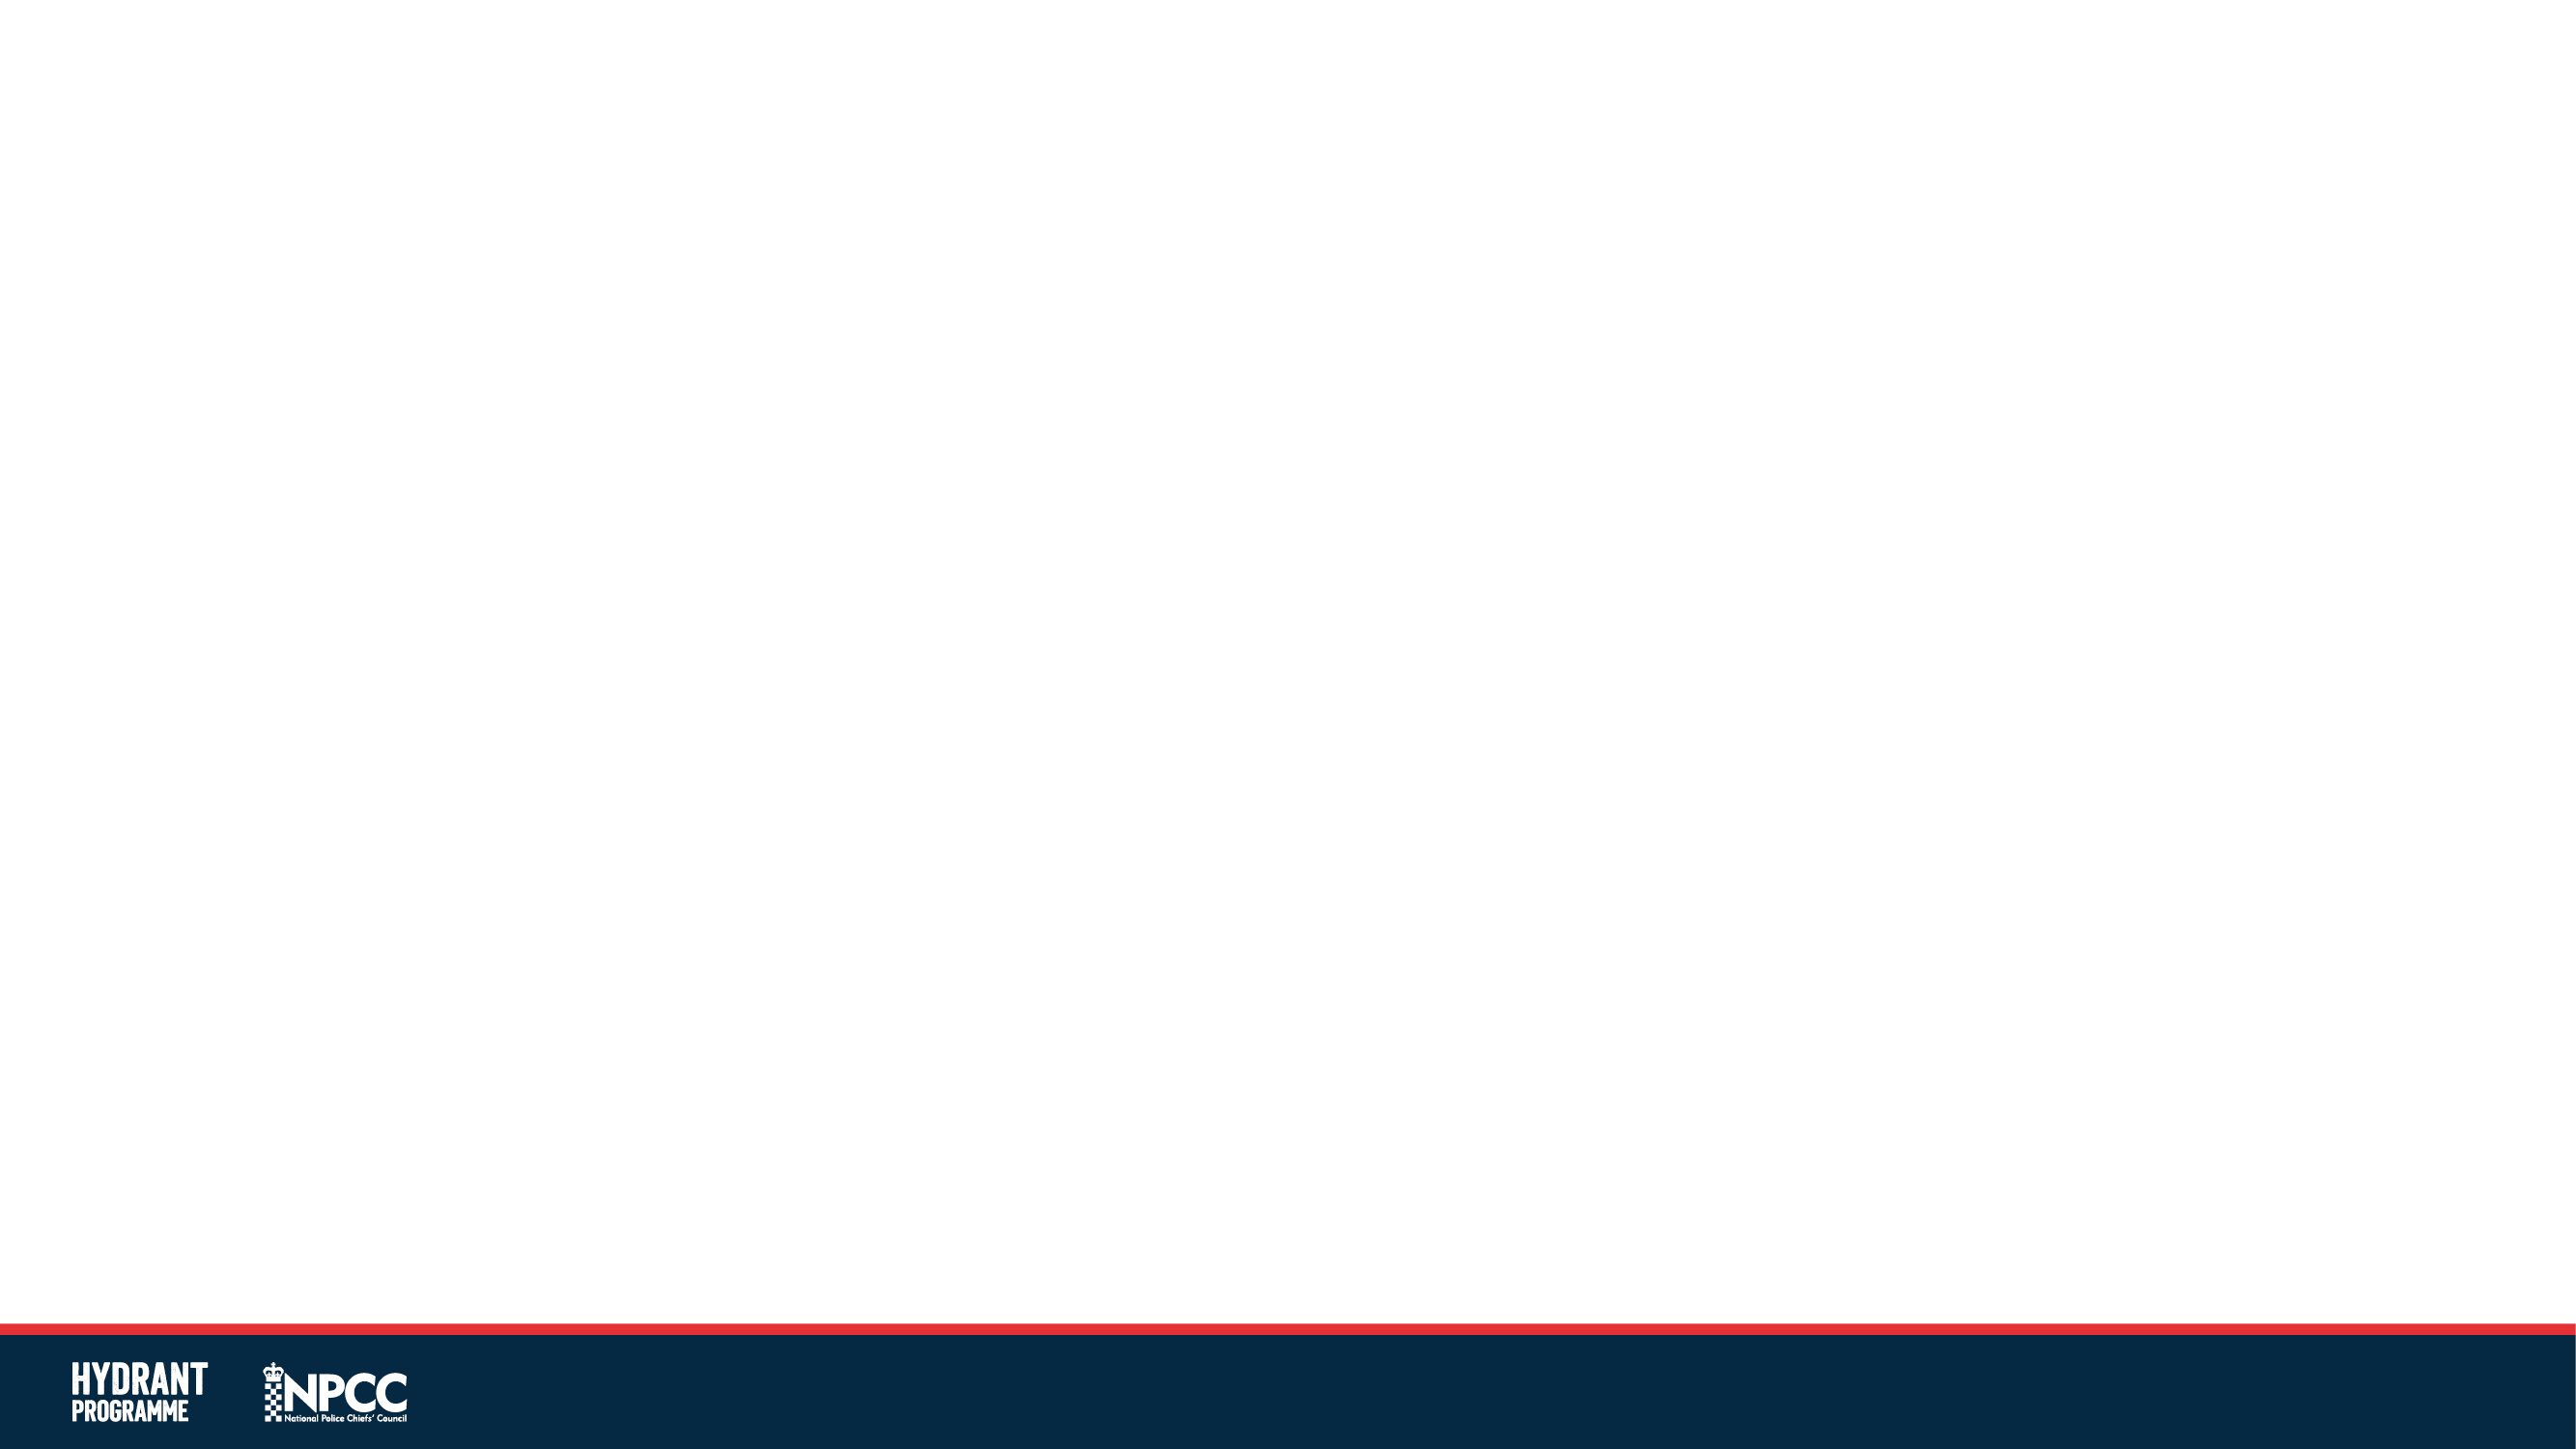 HYDRANT
PROGRAMME
NPCC
National Police Chiefs' Council